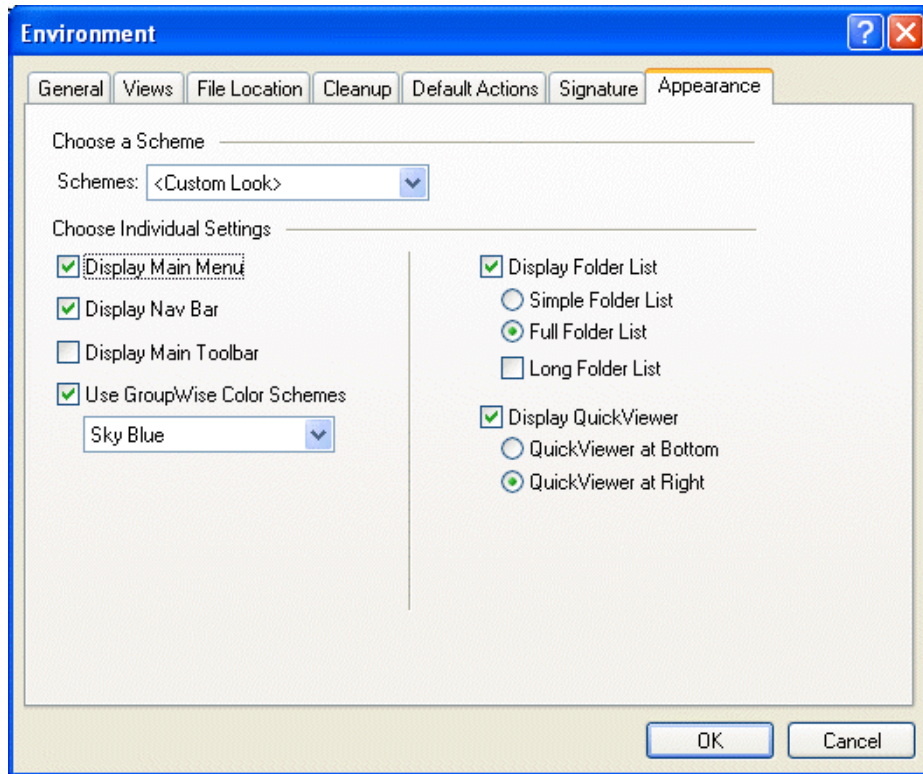 Environment
General Views File Location Cleanup Default Actions Signature Appearance
Choose a Scheme
Schemes: <Custom Look>
Choose Individual Settings
Display Main Menu
Display Nav Bar
Display Main Toolbar
Use GroupWise Color Schemes
Sky Blue
Display Folder List
Simple Folder List
Full Folder List
Long Folder List
Display QuickViewer
QuickViewer at Bottom
QuickViewer at Right
OK Cancel